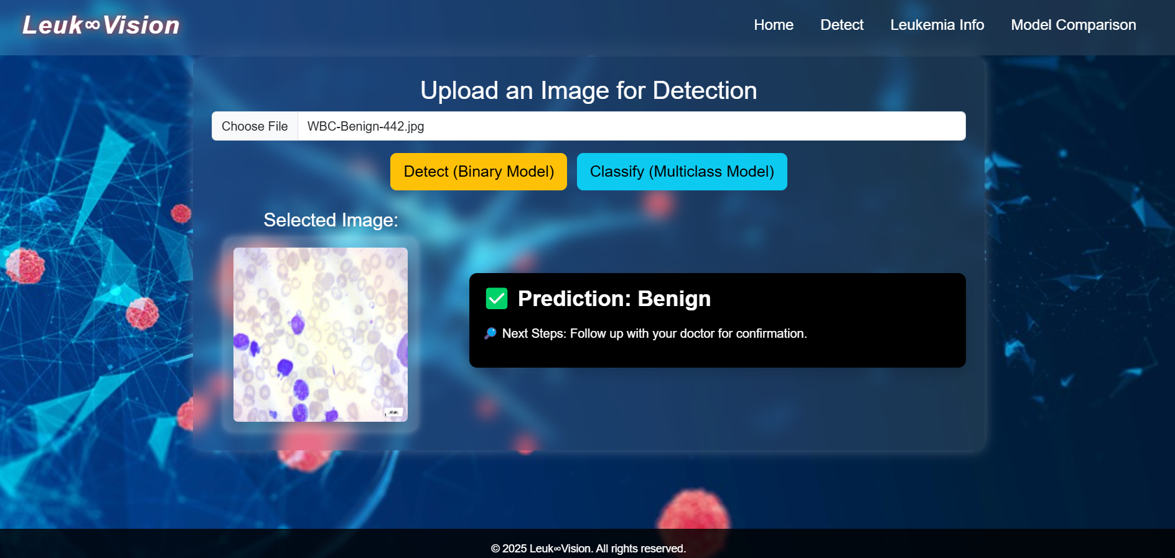 Leuk∞Vision
Home Detect Leukemia Info Model Comparison
Upload an Image for Detection
Choose File WBC-Benign-442.jpg
Detect (Binary Model) Classify (Multiclass Model)
Selected Image:
✅ Prediction: Benign
🔎 Next Steps: Follow up with your doctor for confirmation.
© 2025 Leuk∞Vision. All rights reserved.